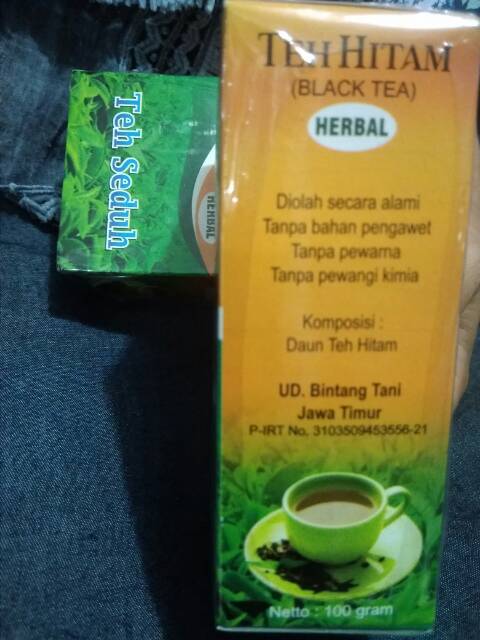 TEH HITAM
(BLACK TEA)
HERBAL
Diolah secara alami
Tanpa bahan pengawet
Tanpa pewarna
Tanpa pewangi kimia
Komposisi :
Daun Teh Hitam
UD. Bintang Tani
Jawa Timur
P-IRT No. 3103509453556-21
Netto : 100 gram
Teh Seduh
HERBAL